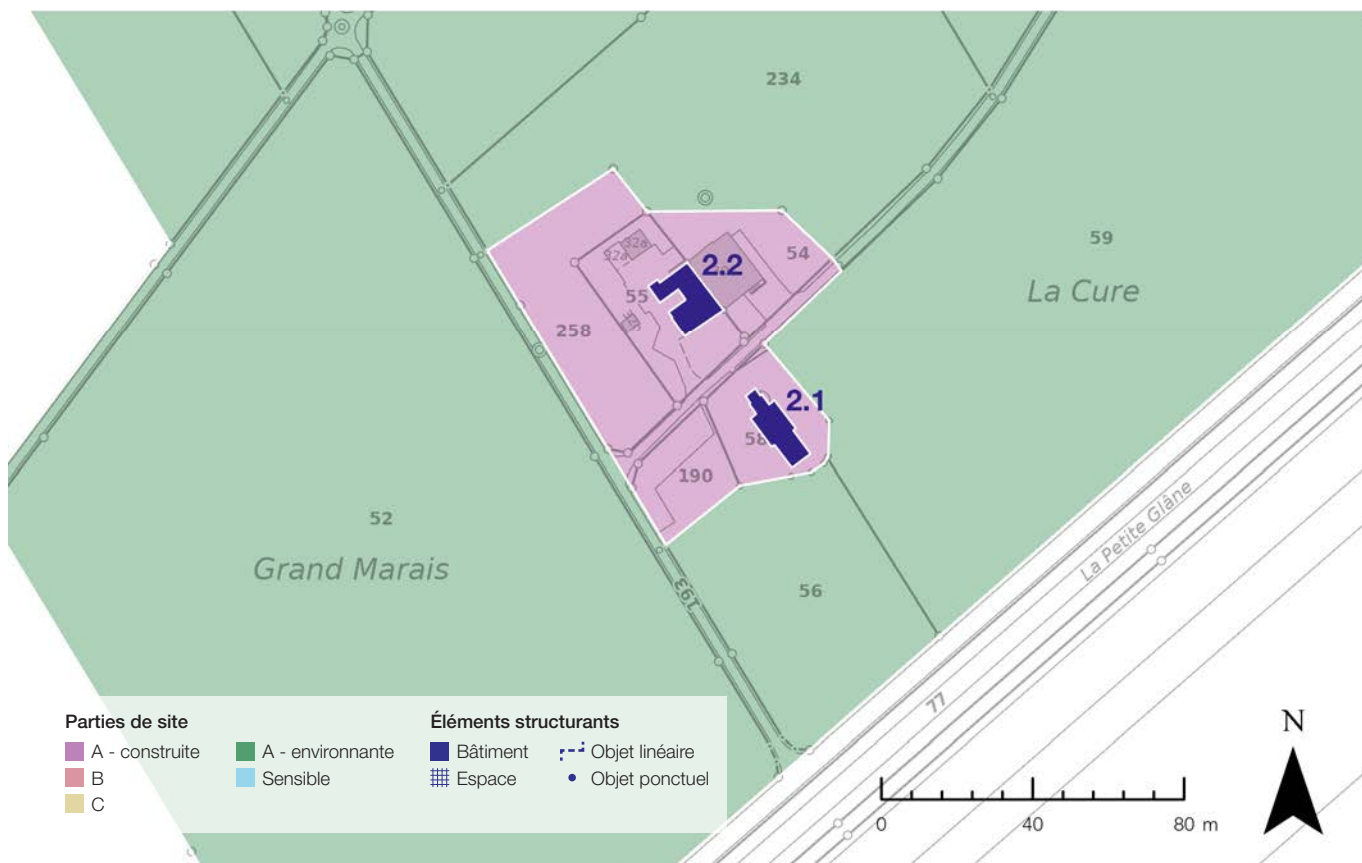 234
59
La Cure
54
2.2
32a
32a
55
258
2.1
58
190
52
Grand Marais
193
56
La Petite Glâne
77
Parties de site
A - construite
A - environnante
B
Sensible
C
Éléments structurants
Bâtiment
Objet linéaire
Espace
Objet ponctuel
N
0 40 80 m